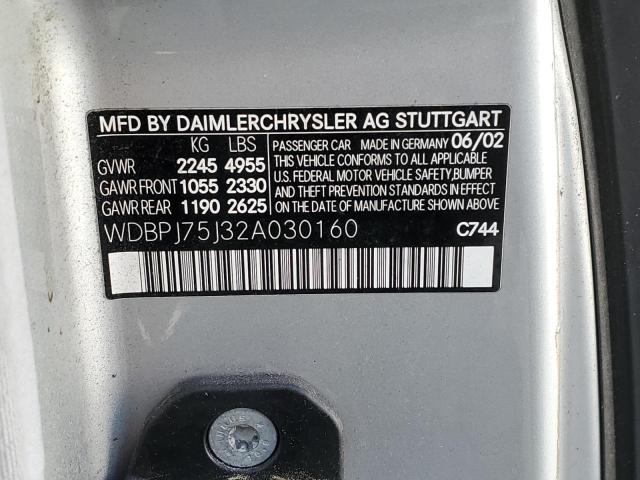 MFD BY DAIMLERCHRYSLER AG STUTTGART
KG LBS
GVWR 2245 4955
GAWR FRONT 1055 2330
GAWR REAR 1190 2625
PASSENGER CAR MADE IN GERMANY 06/02
THIS VEHICLE CONFORMS TO ALL APPLICABLE
U.S. FEDERAL MOTOR VEHICLE SAFETY,BUMPER
AND THEFT PREVENTION STANDARDS IN EFFECT
ON THE DATE OF MANUFACTURE SHOWN ABOVE
WDBPJ75J32A030160 C744